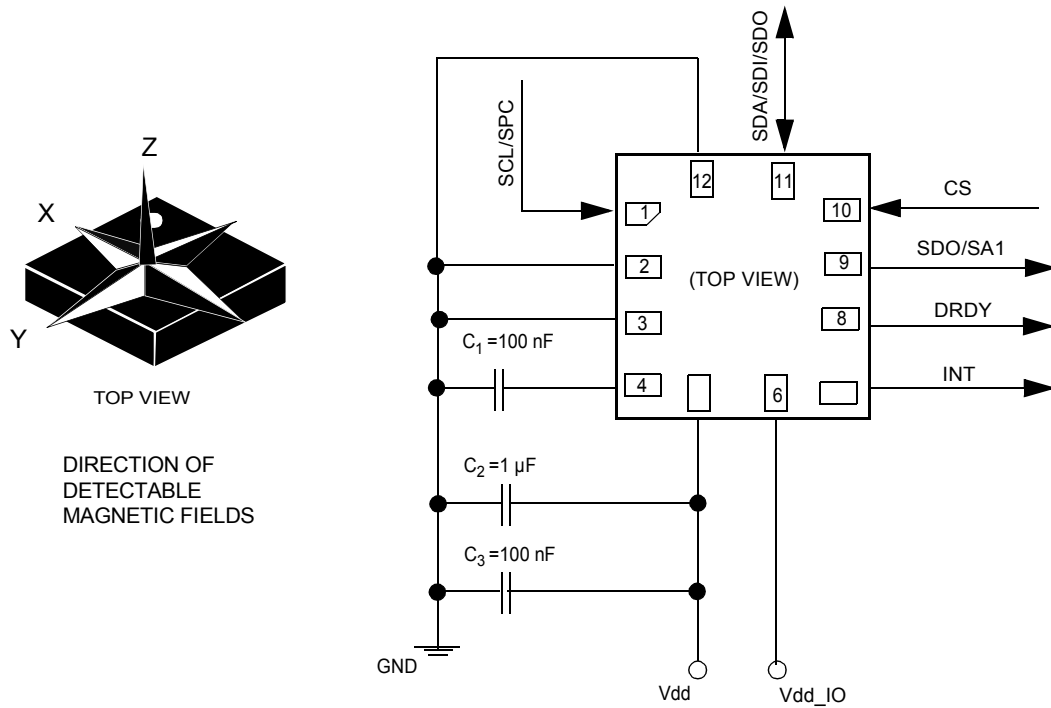 Z
X
Y
TOP VIEW
DIRECTION OF
DETECTABLE
MAGNETIC FIELDS
SCL/SPC
SDA/SDI/SDO
12
11
1
10
CS
2
(TOP VIEW)
9
SDO/SA1
3
8
DRDY
C1 =100 nF
4
6
INT
C2 =1 µF
C3 =100 nF
GND
Vdd
Vdd_IO